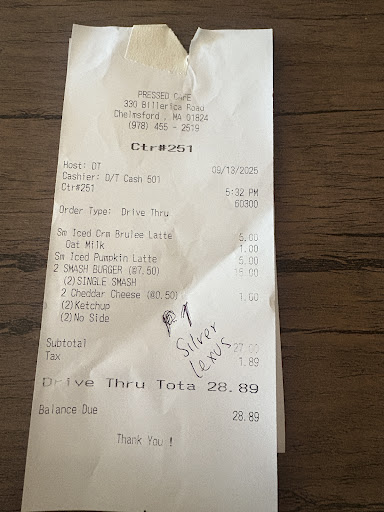 PRESSED CAFE
330 Billerica Road
Chelmsford , MA 01824
(978) 455 - 2519
Ctr#251
Host: DT 09/13/2025
Cashier: D/T Cash 501
Ctr#251 5:32 PM
60300
Order Type: Drive Thru
Sm Iced Crm Brulee Latte 5.00
Oat Milk 1.00
Sm Iced Pumpkin Latte 5.00
2 SMASH BURGER (@7.50) 15.00
(2)SINGLE SMASH
2 Cheddar Cheese (@0.50) 1.00
(2)Ketchup
(2)No Side
Silver
Lexus
Subtotal 27.00
Tax 1.89
Drive Thru Tota 28.89
Balance Due 28.89
Thank You !